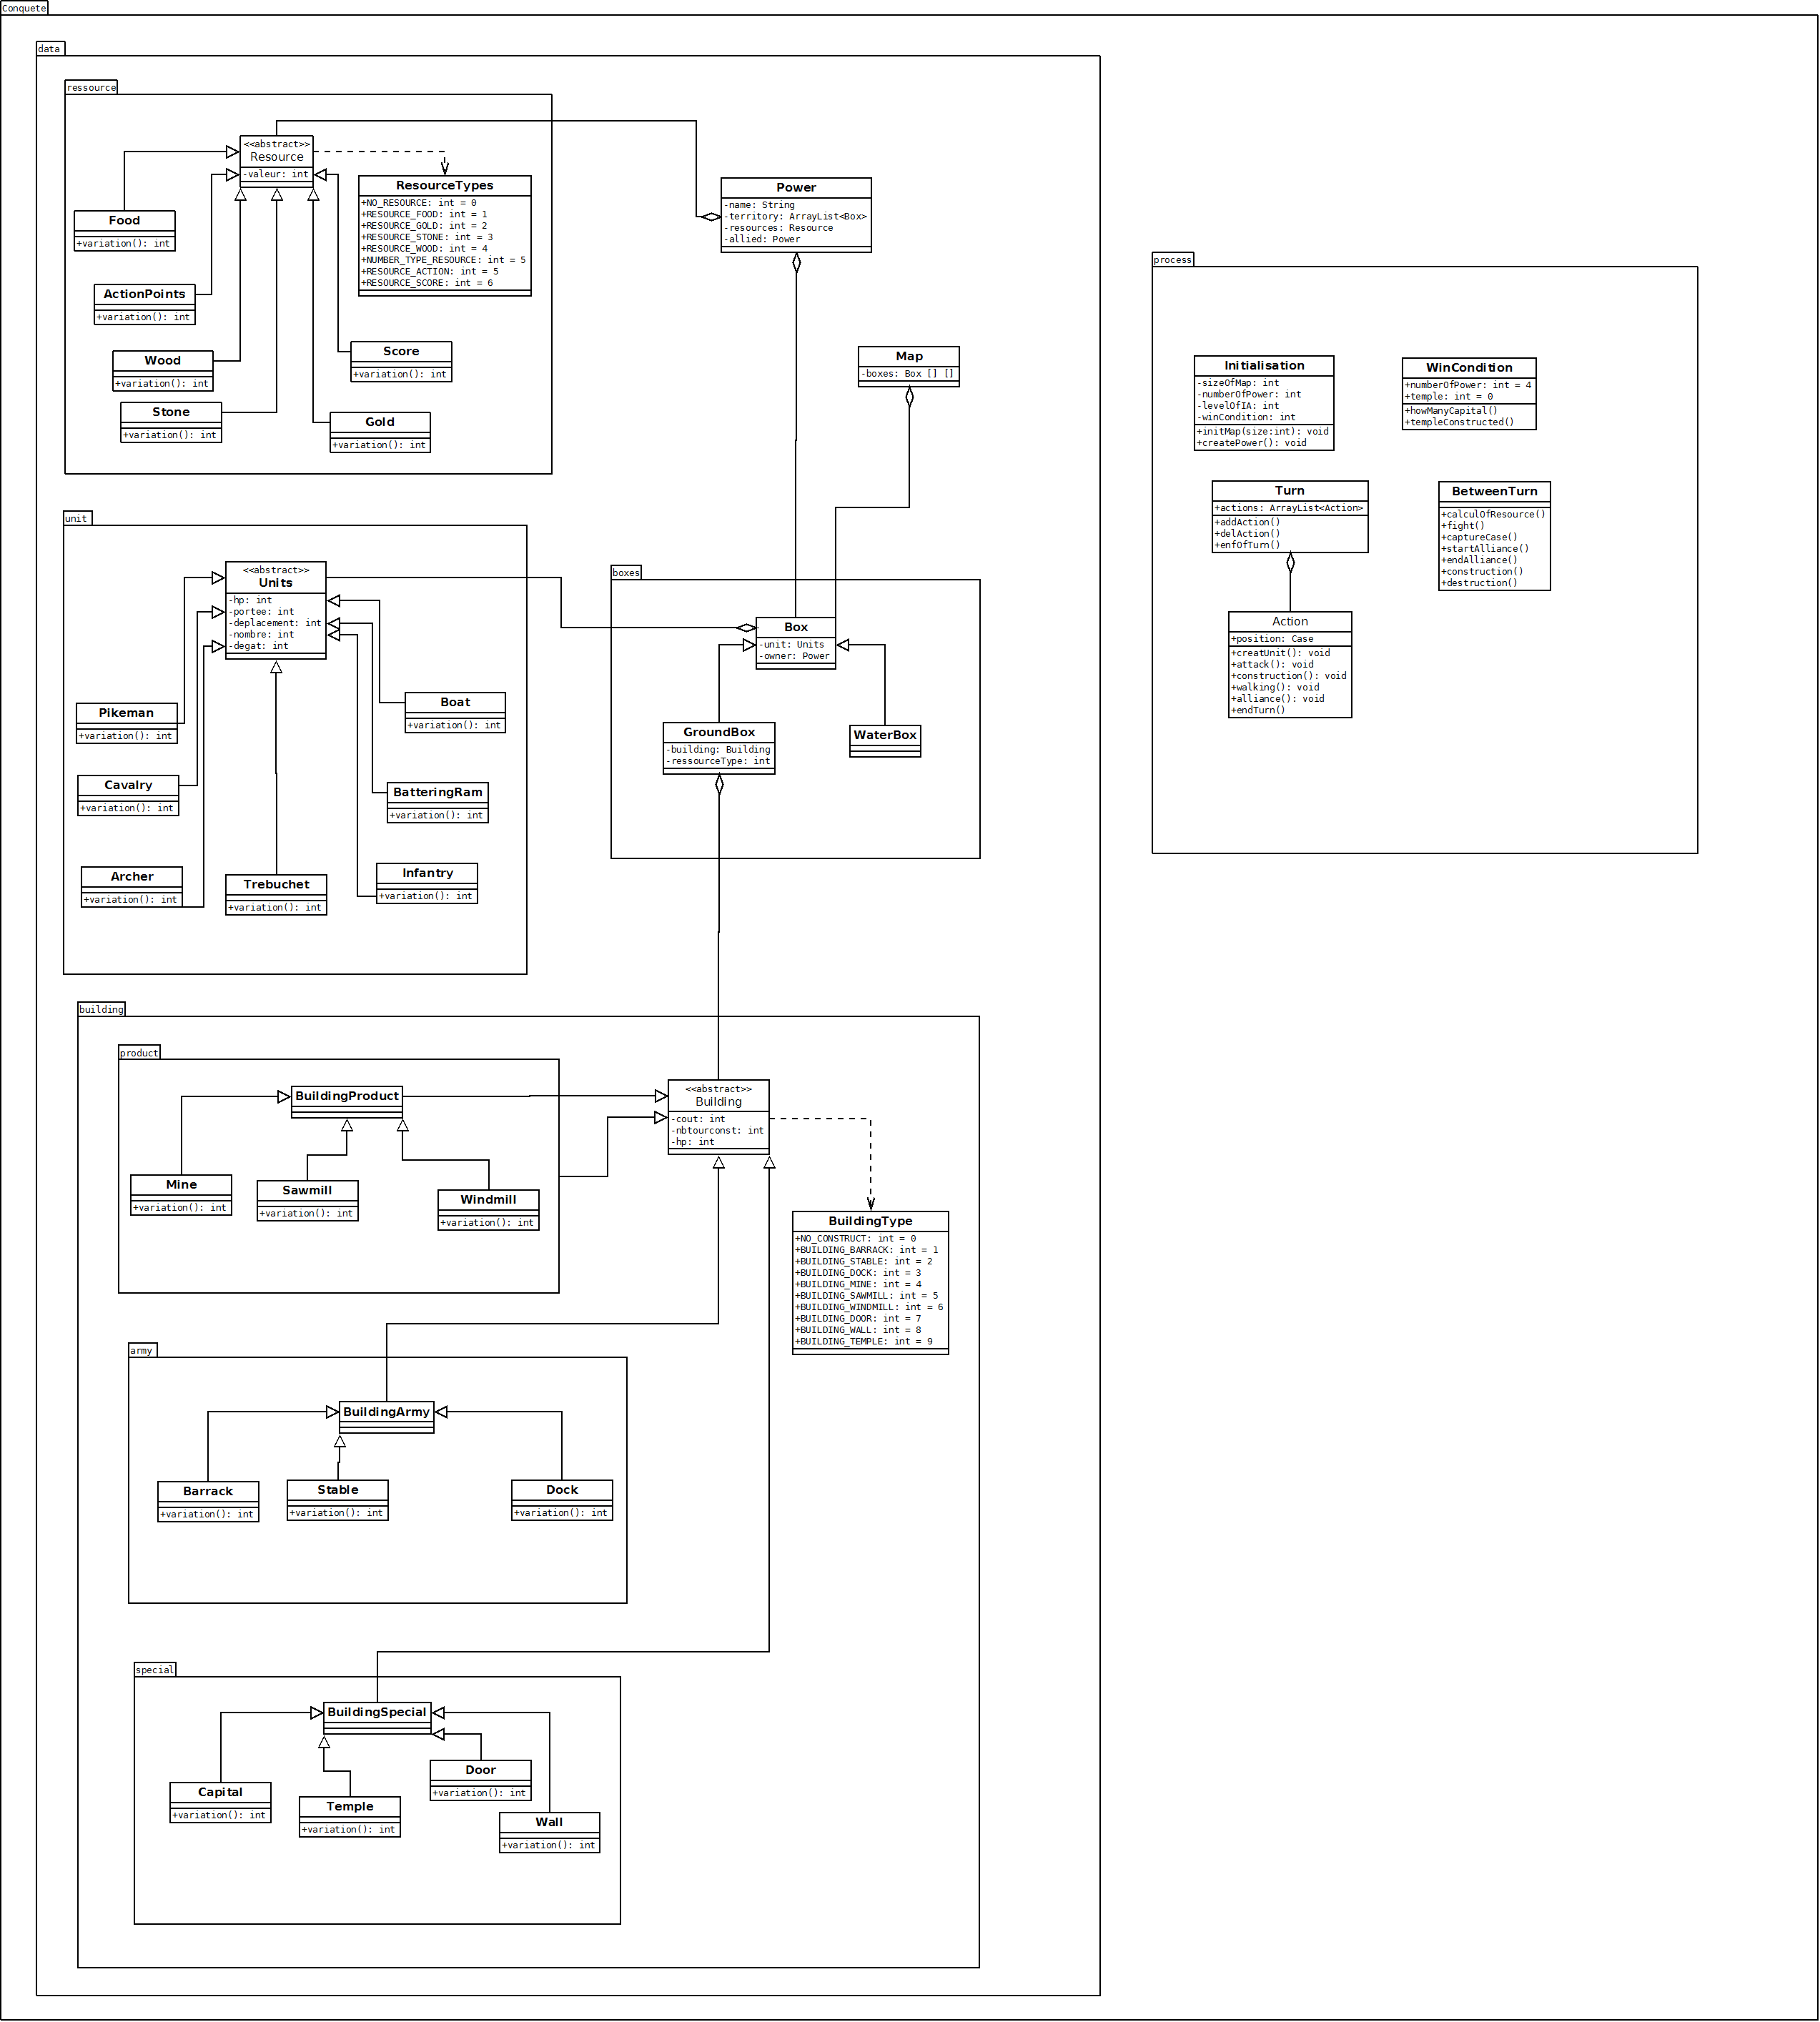 Conquete
data
ressource
<<abstract>>
Resource
-valeur: int
ResourceTypes
+NO_RESOURCE: int = 0
+RESOURCE_FOOD: int = 1
+RESOURCE_GOLD: int = 2
+RESOURCE_STONE: int = 3
+RESOURCE_WOOD: int = 4
+NUMBER_TYPE_RESOURCE: int = 5
+RESOURCE_ACTION: int = 5
+RESOURCE_SCORE: int = 6
Food
+variation(): int
ActionPoints
+variation(): int
Wood
+variation(): int
Stone
+variation(): int
Score
+variation(): int
Gold
+variation(): int
Power
-name: String
-territory: ArrayList<Box>
-resources: Resource
-allied: Power
Map
-boxes: Box [] []
unit
<<abstract>>
Units
-hp: int
-portee: int
-deplacement: int
-nombre: int
-degat: int
Pikeman
+variation(): int
Cavalry
+variation(): int
Archer
+variation(): int
Trebuchet
+variation(): int
Boat
+variation(): int
BatteringRam
+variation(): int
Infantry
+variation(): int
boxes
Box
-unit: Units
-owner: Power
GroundBox
-building: Building
-ressourceType: int
WaterBox
building
product
BuildingProduct
Mine
+variation(): int
Sawmill
+variation(): int
Windmill
+variation(): int
<<abstract>>
Building
-cout: int
-nbtourconst: int
-hp: int
BuildingType
+NO_CONSTRUCT: int = 0
+BUILDING_BARRACK: int = 1
+BUILDING_STABLE: int = 2
+BUILDING_DOCK: int = 3
+BUILDING_MINE: int = 4
+BUILDING_SAWMILL: int = 5
+BUILDING_WINDMILL: int = 6
+BUILDING_DOOR: int = 7
+BUILDING_WALL: int = 8
+BUILDING_TEMPLE: int = 9
army
BuildingArmy
Barrack
+variation(): int
Stable
+variation(): int
Dock
+variation(): int
special
BuildingSpecial
Capital
+variation(): int
Temple
+variation(): int
Door
+variation(): int
Wall
+variation(): int
process
Initialisation
-sizeOfMap: int
-numberOfPower: int
-levelOfIA: int
-winCondition: int
+initMap(size:int): void
+createPower(): void
WinCondition
+numberOfPower: int = 4
+temple: int = 0
+howManyCapital()
+templeConstructed()
Turn
+actions: ArrayList<Action>
+addAction()
+delAction()
+enfOfTurn()
BetweenTurn
+calculOfResource()
+fight()
+captureCase()
+startAlliance()
+endAlliance()
+construction()
+destruction()
Action
+position: Case
+creatUnit(): void
+attack(): void
+construction(): void
+walking(): void
+alliance(): void
+endTurn()